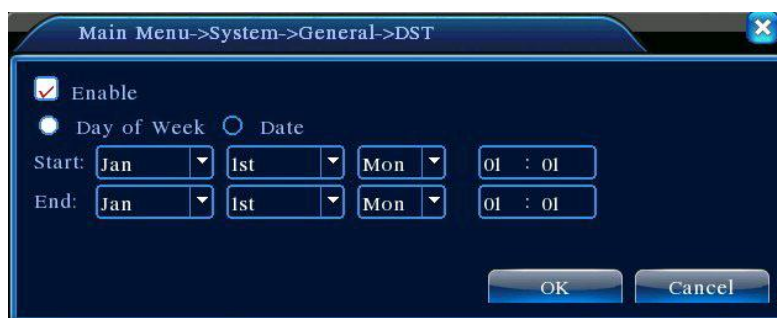 Main Menu->System->General->DST
Enable
Day of Week Date
Start: Jan 1st Mon 01 : 01
End: Jan 1st Mon 01 : 01
OK Cancel